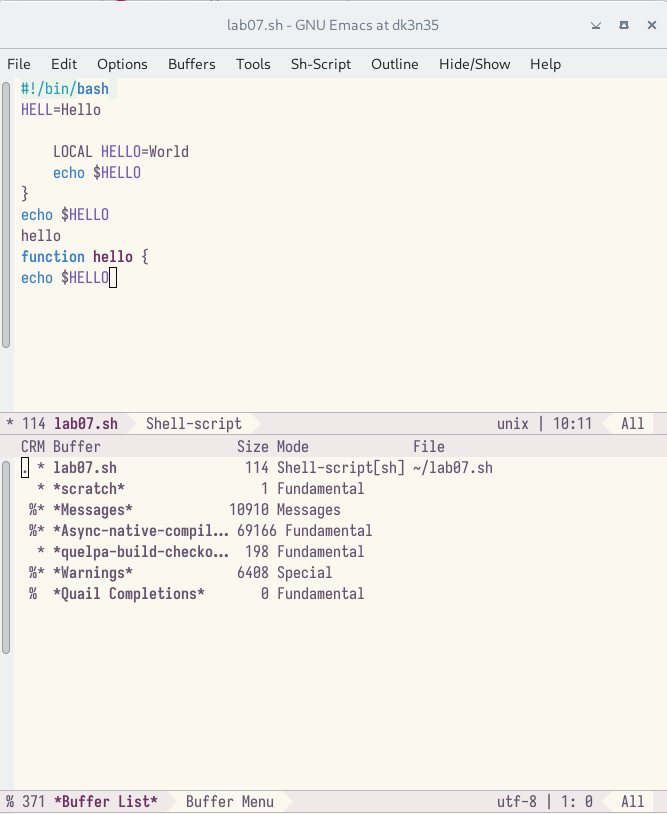 lab07.sh - GNU Emacs at dk3n35
File Edit Options Buffers Tools Sh-Script Outline Hide/Show Help
#!/bin/bash
HELL=Hello
LOCAL HELLO=World
echo $HELLO
}
echo $HELLO
hello
function hello {
echo $HELLO
* 114 lab07.sh Shell-script unix | 10:11 All
CRM Buffer Size Mode File
. * lab07.sh 114 Shell-script[sh] ~/lab07.sh
* *scratch* 1 Fundamental
%* *Messages* 10910 Messages
%* *Async-native-compil... 69166 Fundamental
* *quelpa-build-checko... 198 Fundamental
%* *Warnings* 6408 Special
% *Quail Completions* 0 Fundamental
% 371 *Buffer List* Buffer Menu utf-8 | 1: 0 All